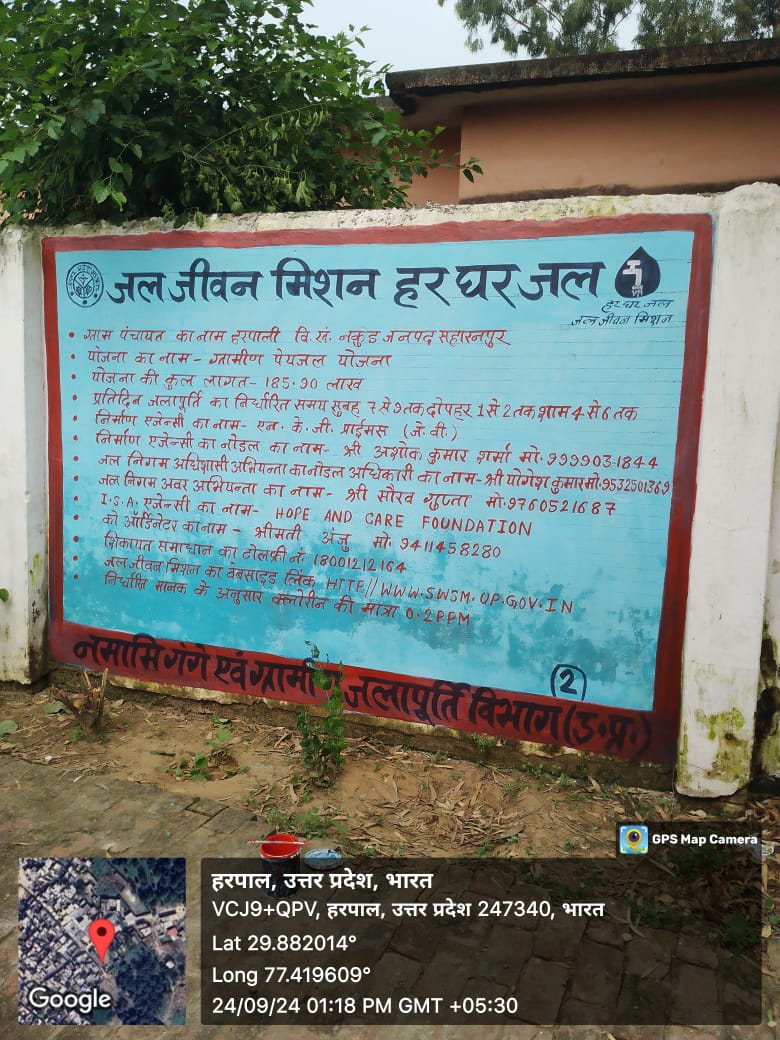 जल जीवन मिशन हर घर जल
हर घर जल
जल जीवन मिशन
• ग्राम पंचायत का नाम हरपाली वि.खं. नकुड जनपद सहारनपुर
• योजना का नाम - ग्रामीण पेयजल योजना
• योजना की कुल लागत - 185.90 लाख
• प्रतिदिन जलापूर्ति का निर्धारित समय सुबह 7 से 9 तक दोपहर 1 से 2 तक शाम 4 से 6 तक
• निर्माण एजेन्सी का नाम - एन. के. जी. प्राईमस (जे.वी.)
• निर्माण एजेन्सी का नोडल का नाम - श्री अशोक कुमार शर्मा मो. 9999031844
• जल निगम अधिशासी अभियन्ता का नोडल अधिकारी का नाम - श्री योगेश कुमार मो. 9532501369
• जल निगम अवर अभियन्ता का नाम - श्री सौरव गुप्ता मो. 9760521687
• I.S.A. एजेन्सी का नाम - HOPE AND CARE FOUNDATION
• को ऑर्डिनेटर का नाम - श्रीमती अंजु मो. 9411458280
• शिकायत समाधान का टोलफ्री नं. 18001212164
• जल जीवन मिशन का वेबसाइड लिंक HTTP//WWW.SWSM.UP.GOV.IN
• निर्धारित मानक के अनुसार क्लोरीन की मात्रा 0.2PPM
2
नमामि गंगे एवं ग्रामीण जलापूर्ति विभाग (उ.प्र.)
GPS Map Camera
हरपाल, उत्तर प्रदेश, भारत
VCJ9+QPV, हरपाल, उत्तर प्रदेश 247340, भारत
Lat 29.882014°
Long 77.419609°
24/09/24 01:18 PM GMT +05:30
Google